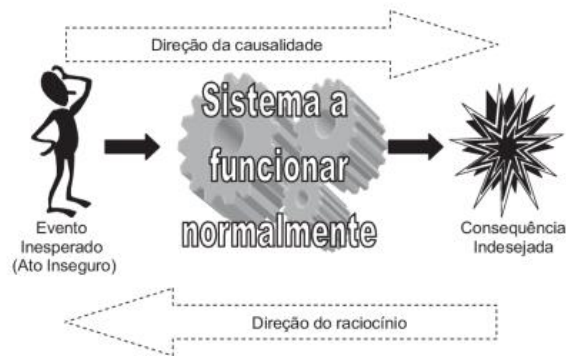 Direção da causalidade
Sistema a
funcionar
normalmente
Evento
Inesperado
(Ato Inseguro)
Consequência
Indesejada
Direção do raciocínio